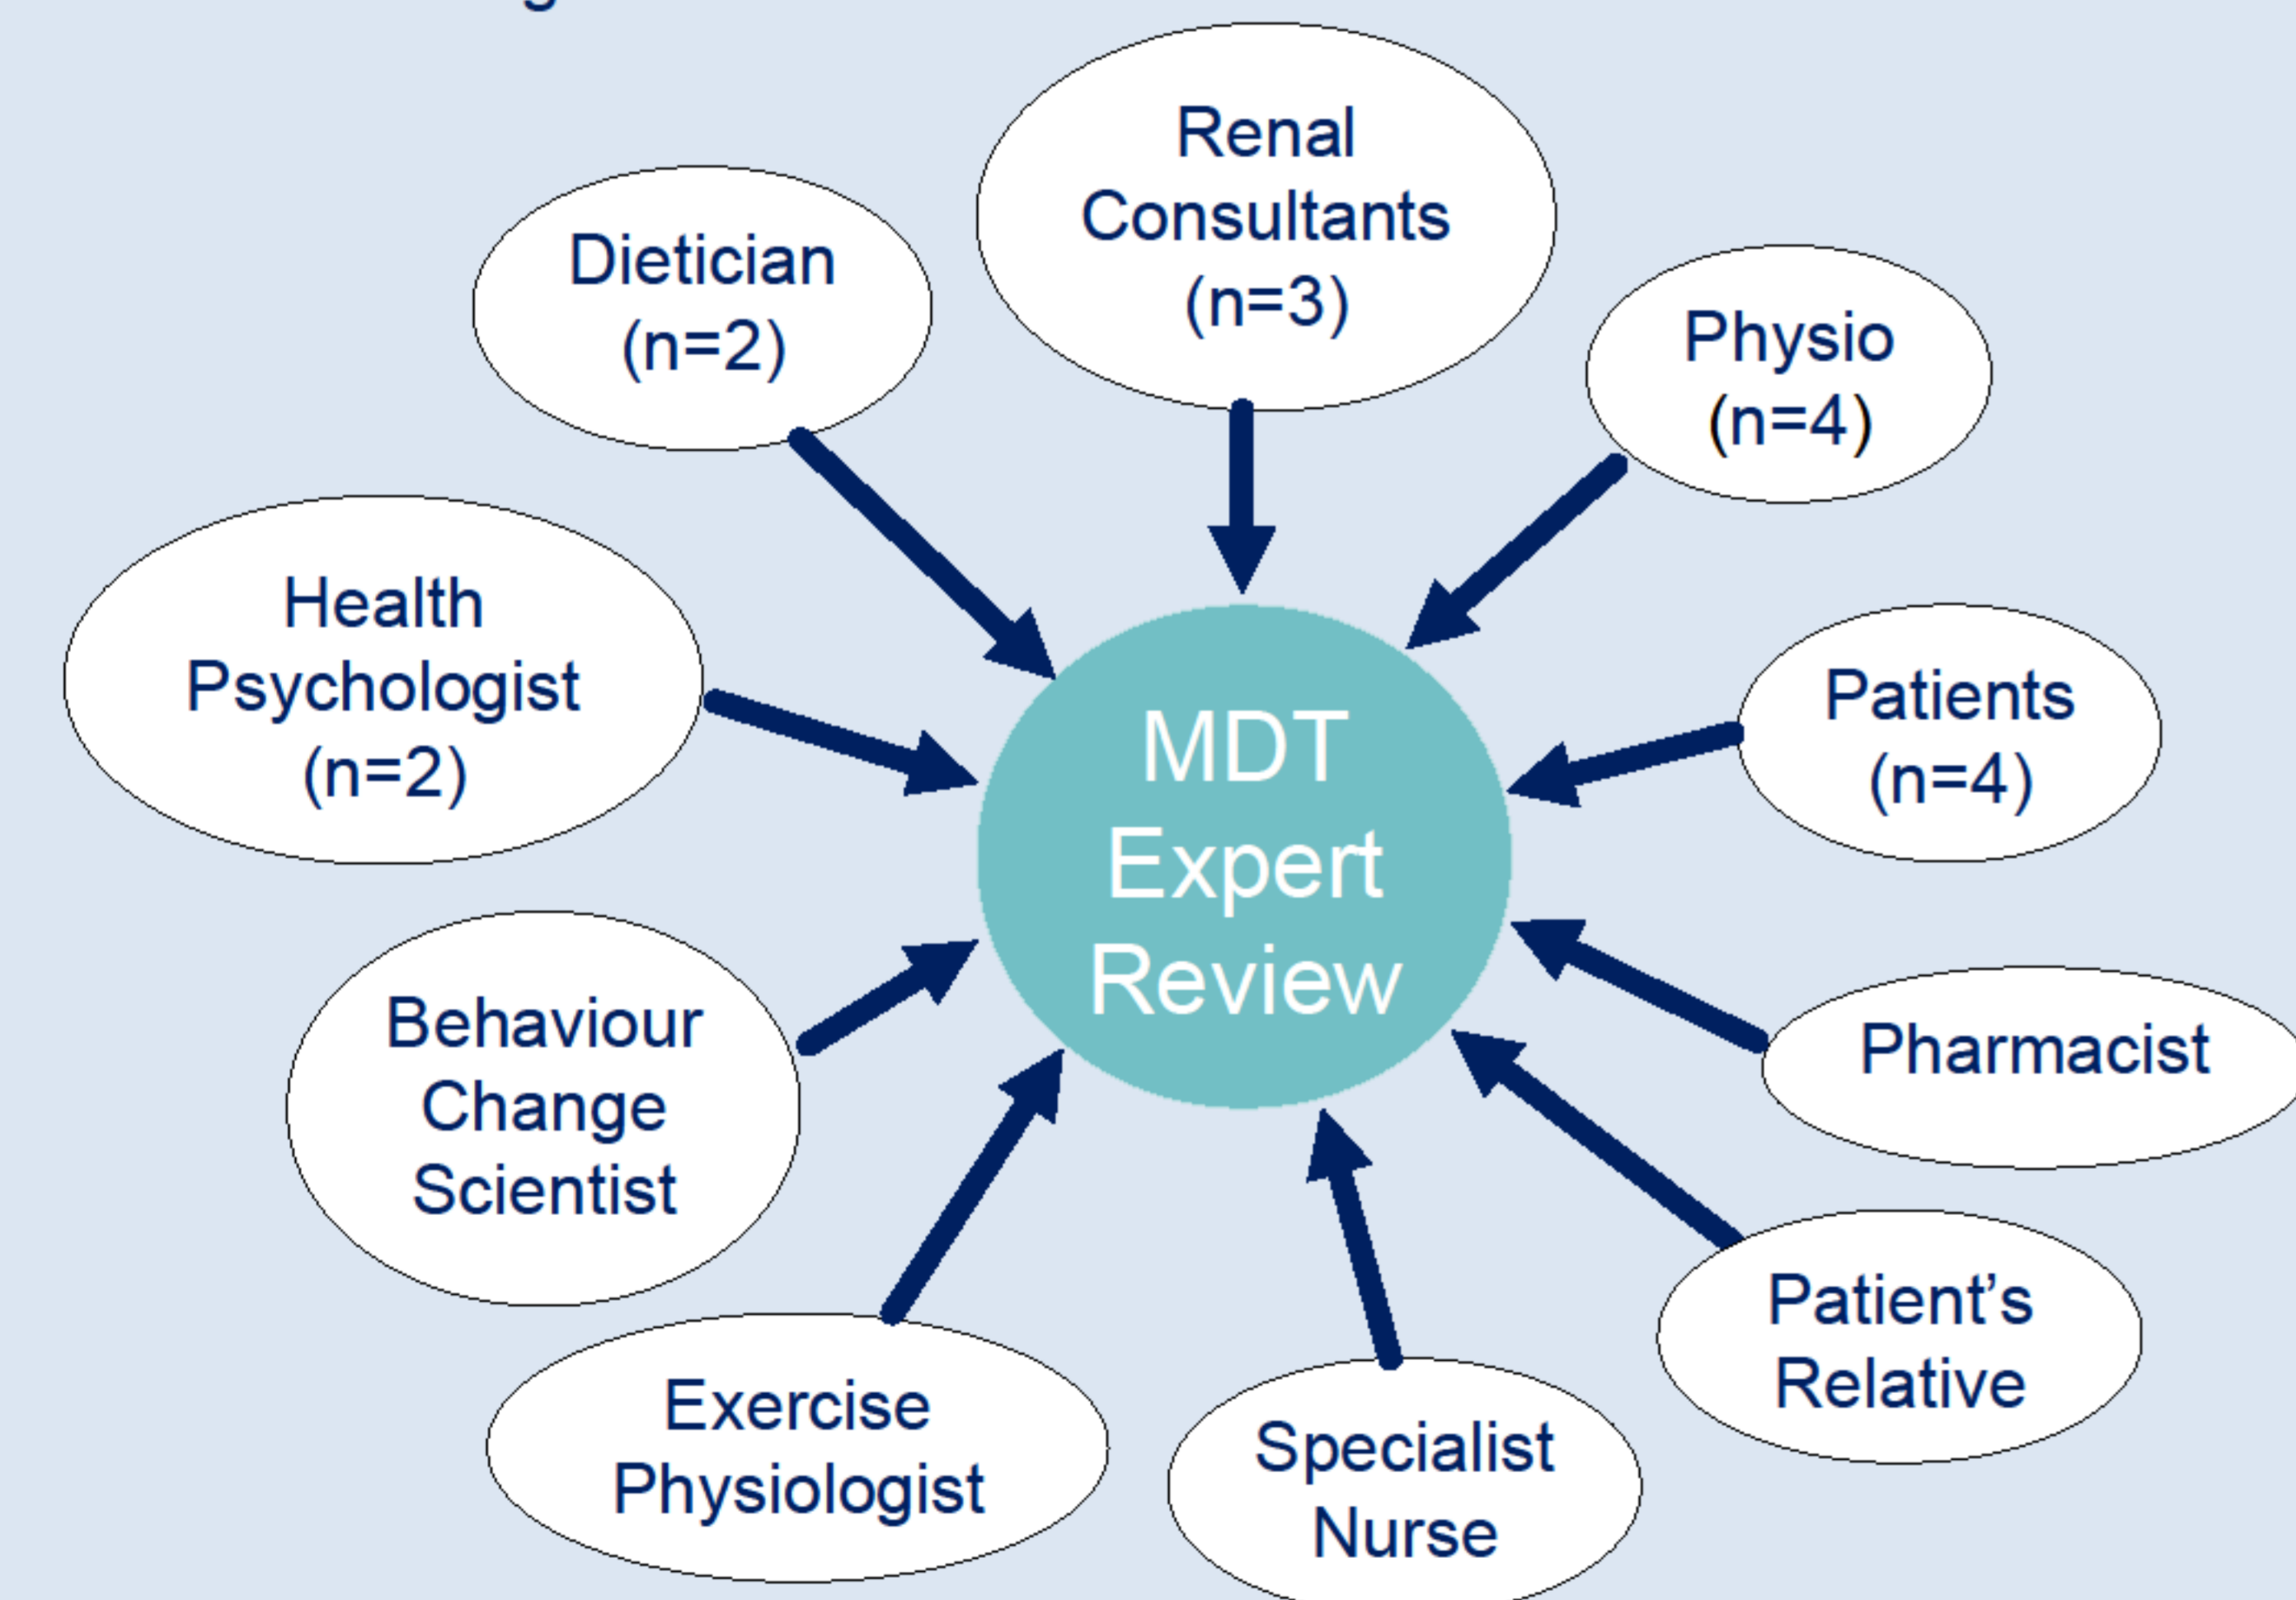 Renal
Consultants
(n=3)
Dietician
(n=2)
Physio
(n=4)
Health
Psychologist
(n=2)
Patients
(n=4)
MDT
Expert
Review
Behaviour
Change
Scientist
Pharmacist
Patient’s
Relative
Exercise
Physiologist
Specialist
Nurse